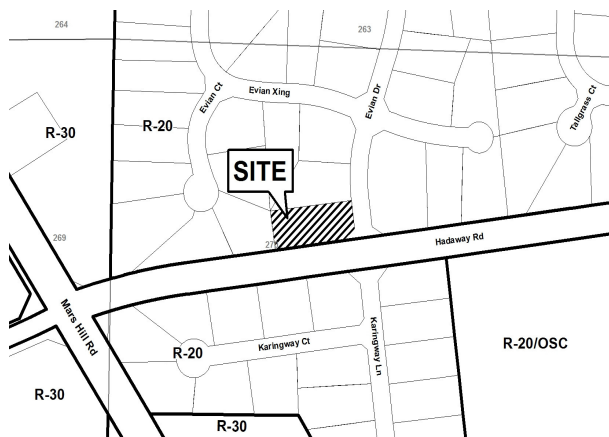 264
263
Evian Ct
Evian Xing
Evian Dr
Tallgrass Ct
R-30
R-20
SITE
269
Hadaway Rd
Mars Hill Rd
R-20
Karingway Ct
Karingway Ln
R-20/OSC
R-30
R-30